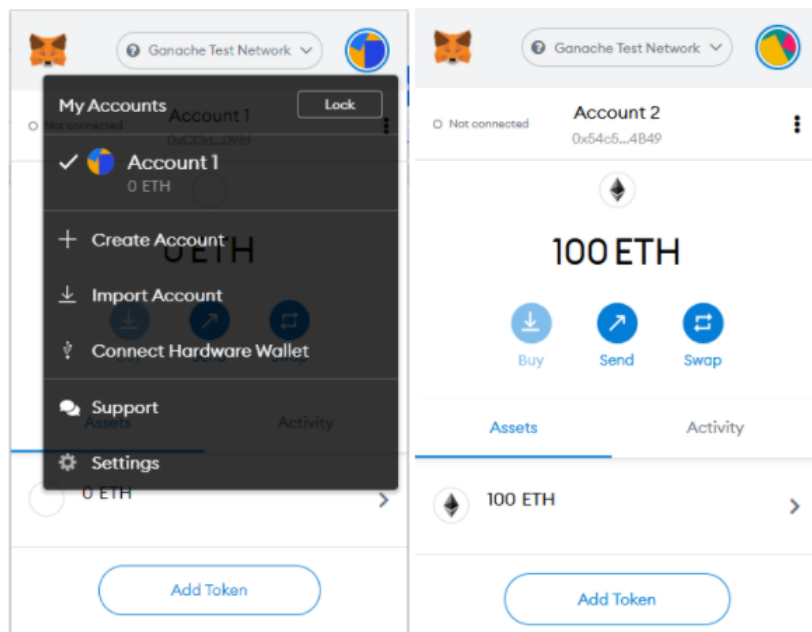 Ganache Test Network
My Accounts
Lock
Account 1
Not connected
Account 1
0 ETH
0 ETH
Create Account
Import Account
Connect Hardware Wallet
Support
Assets
Activity
Settings
0 ETH
Add Token
Ganache Test Network
Account 2
Not connected
0x54c5...4B49
100 ETH
Buy
Send
Swap
Assets
Activity
100 ETH
Add Token